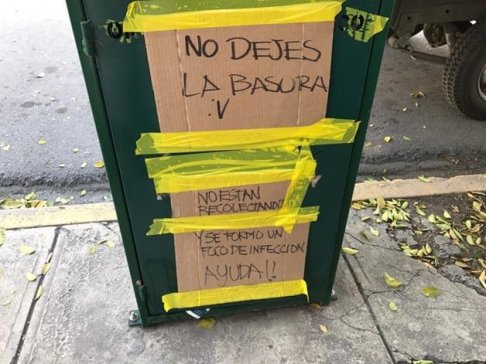 NO DEJES
LA BASURA
:V
NO ESTAN
RECOLECTANDO
Y SE FORMO UN
FOCO DE INFECCION
AYUDA!!